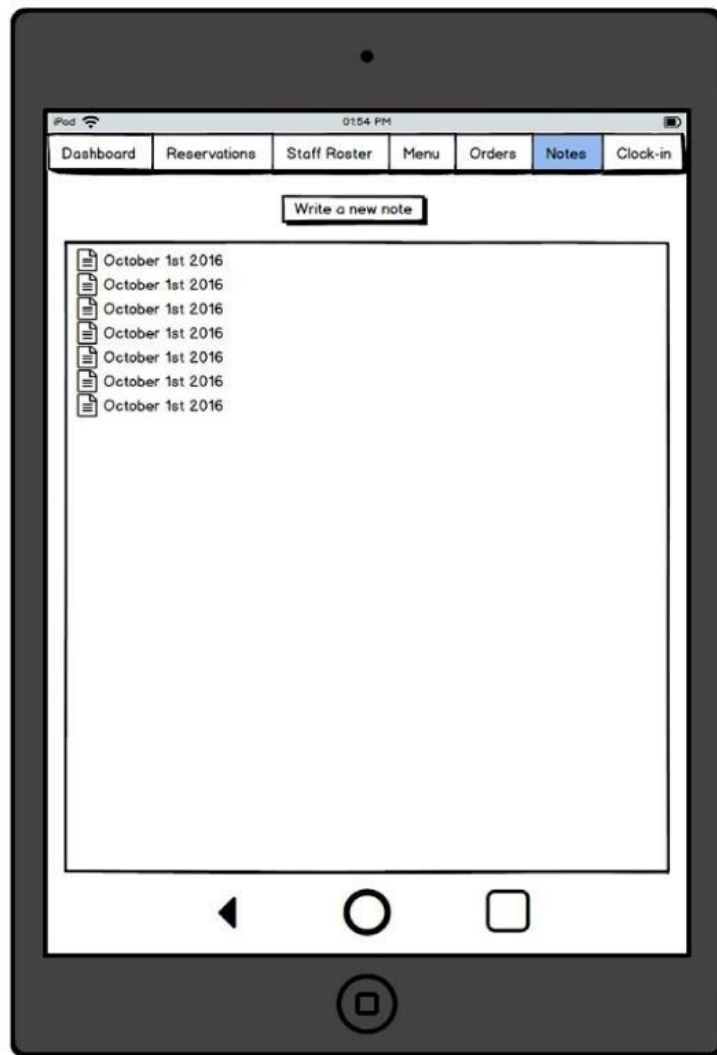 iPod 01:54 PM
Dashboard Reservations Staff Roster Menu Orders Notes Clock-in
Write a new note
October 1st 2016
October 1st 2016
October 1st 2016
October 1st 2016
October 1st 2016
October 1st 2016
October 1st 2016